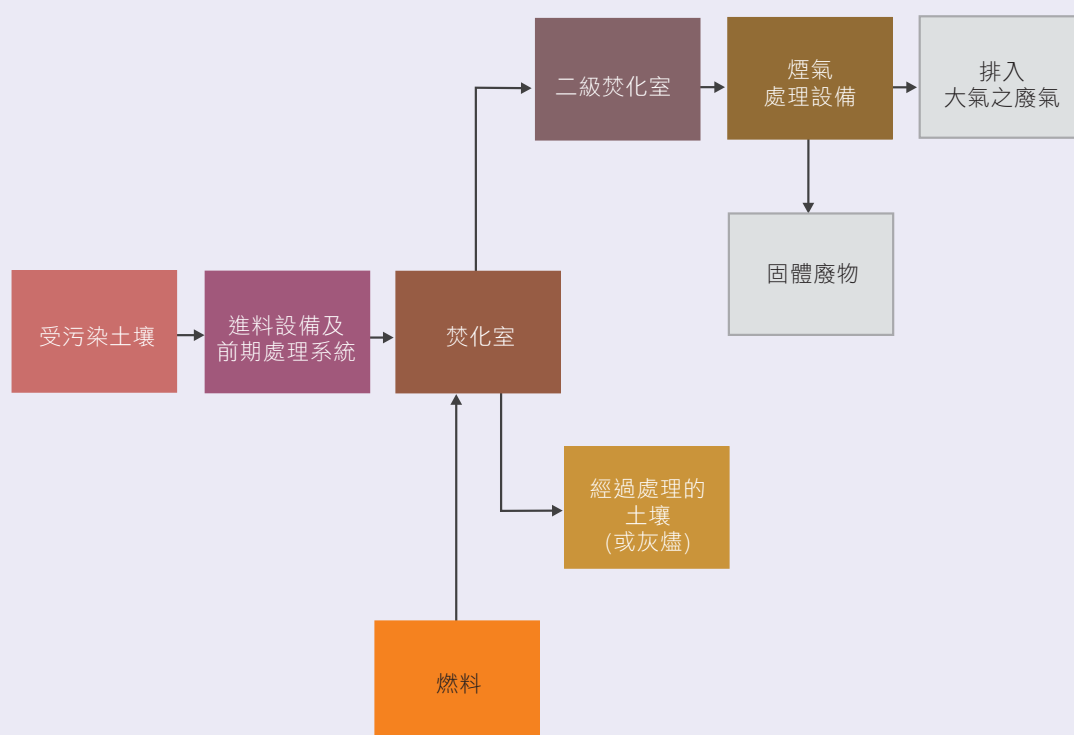 二級焚化室
煙氣
處理設備
排入
大氣之廢氣
固體廢物
受污染土壤
進料設備及
前期處理系統
焚化室
經過處理的
土壤
(或灰燼)
燃料